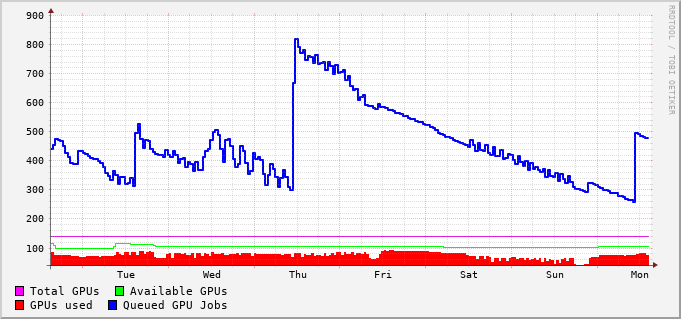 900
800
700
600
500
400
300
200
100
Tue Wed Thu Fri Sat Sun Mon
Total GPUs Available GPUs
GPUs used Queued GPU Jobs
RRDTOOL / TOBI OETIKER